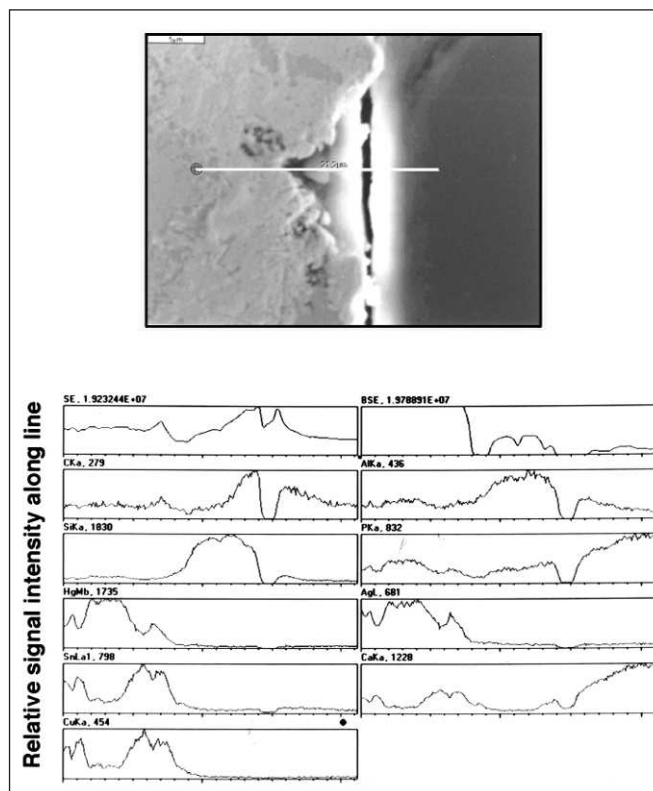 5µm
Relative signal intensity along line
SE, 1.923244E+07
BSE, 1.978891E+07
CKa, 279
AlKa, 436
SiKa, 1830
PKa, 832
HgMb, 1735
AgL, 681
SnLa1, 798
CaKa, 1228
CuKa, 454